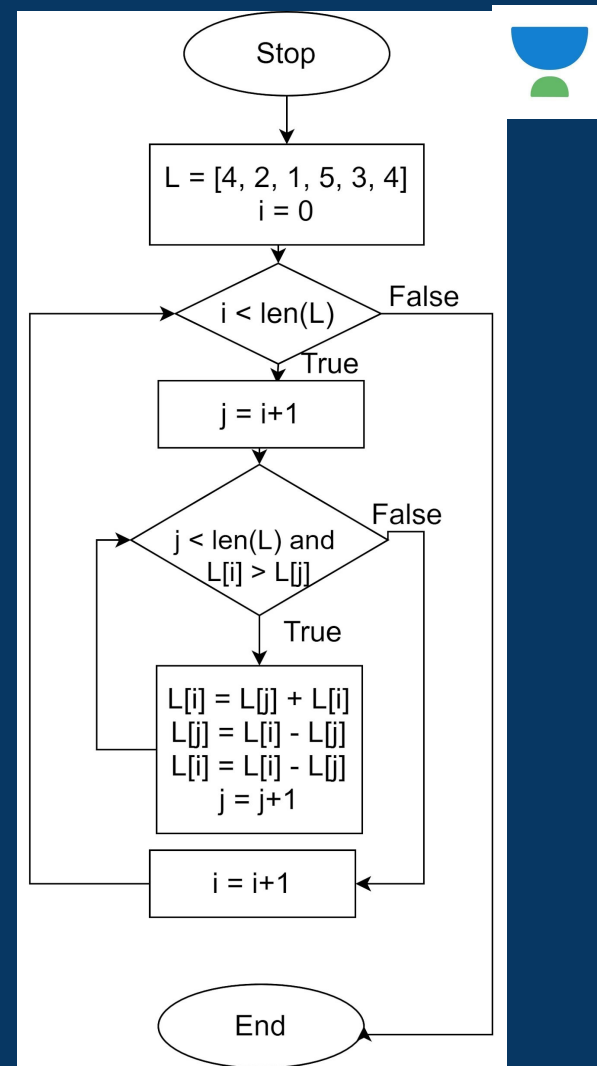 Stop
L = [4, 2, 1, 5, 3, 4]
i = 0
i < len(L)
False
True
j = i+1
False
j < len(L) and
L[i] > L[j]
True
L[i] = L[j] + L[i]
L[j] = L[i] - L[j]
L[i] = L[i] - L[j]
j = j+1
i = i+1
End